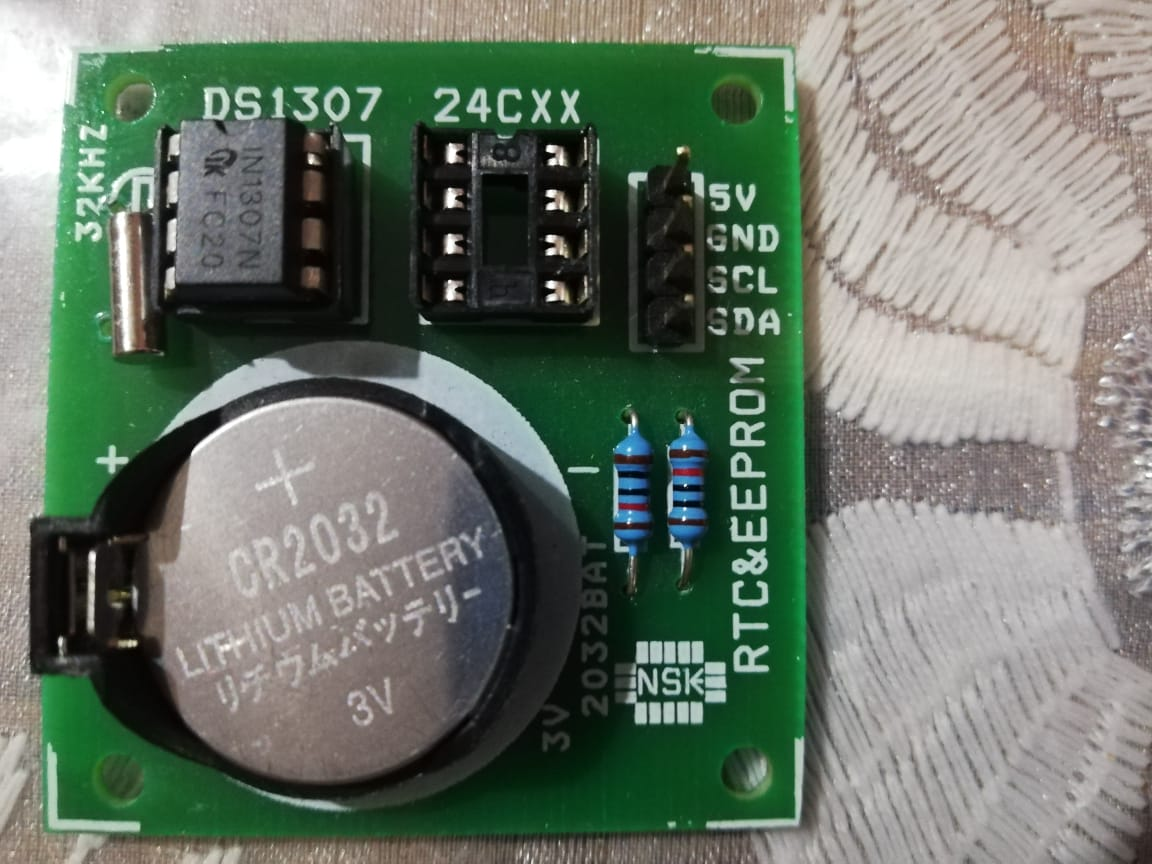 DS1307 24CXX
32KHZ
IN1307N
FC20
8
5V
GND
SCL
SDA
RTC&EEPROM
+
−
+
CR2032
LITHIUM BATTERY
リチウムバッテリー
3V
2032BAT
3V
NSK